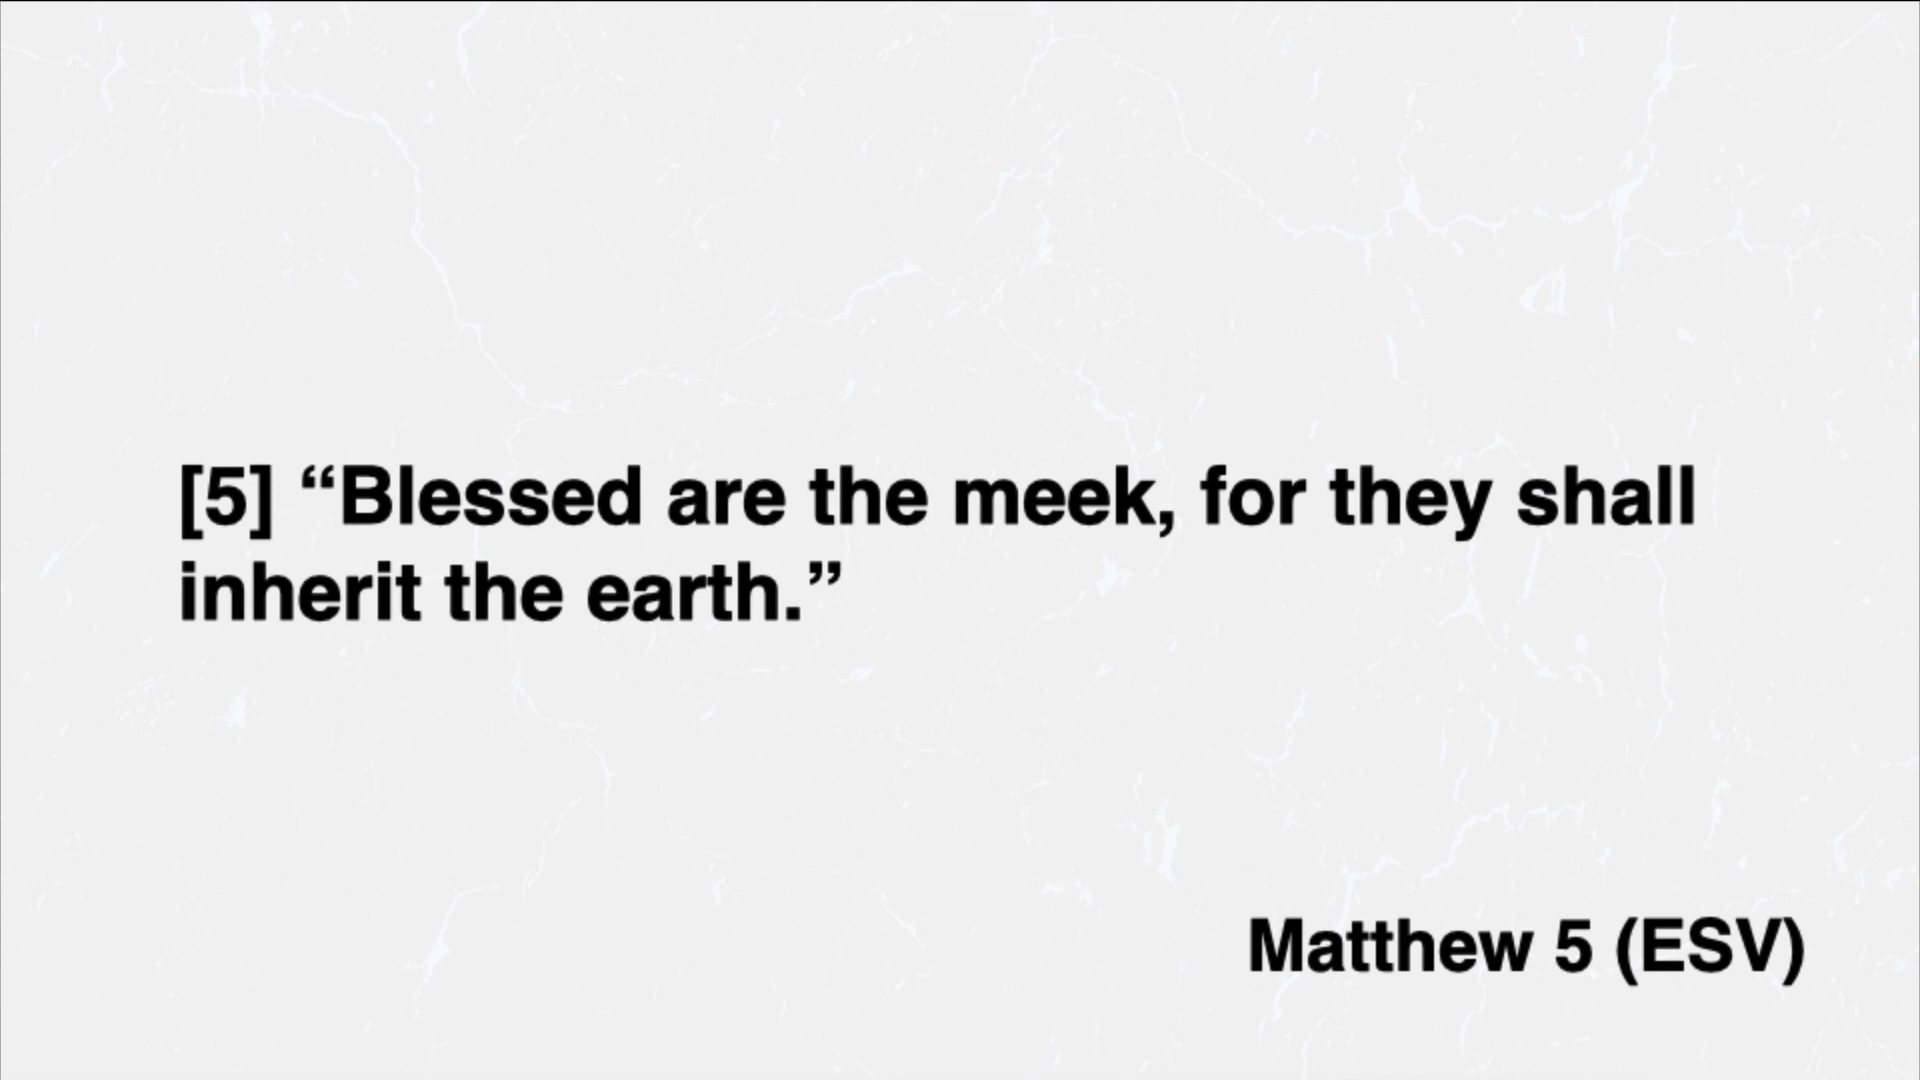 [5] “Blessed are the meek, for they shall
inherit the earth.”
Matthew 5 (ESV)